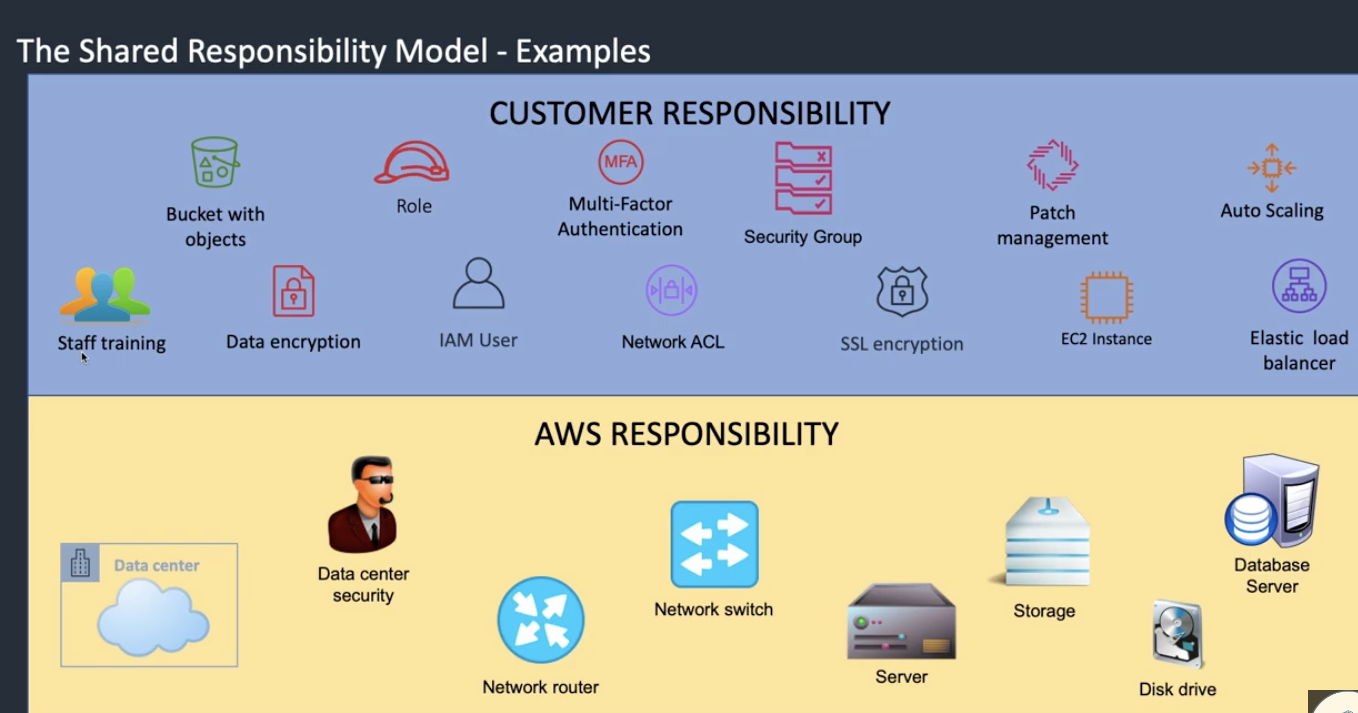 The Shared Responsibility Model - Examples
CUSTOMER RESPONSIBILITY
Bucket with
objects
Role
MFA
Multi-Factor
Authentication
Security Group
Patch
management
Auto Scaling
Staff training
Data encryption
IAM User
Network ACL
SSL encryption
EC2 Instance
Elastic load
balancer
AWS RESPONSIBILITY
Data center
Data center
security
Network router
Network switch
Server
Storage
Disk drive
Database
Server